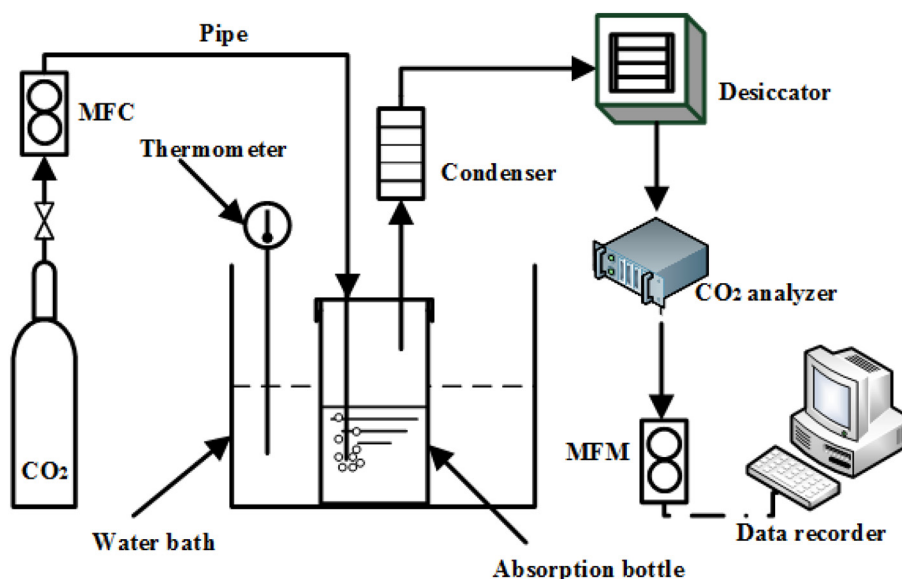 Pipe
MFC
Desiccator
Thermometer
Condenser
CO2 analyzer
CO2
MFM
Water bath
Data recorder
Absorption bottle